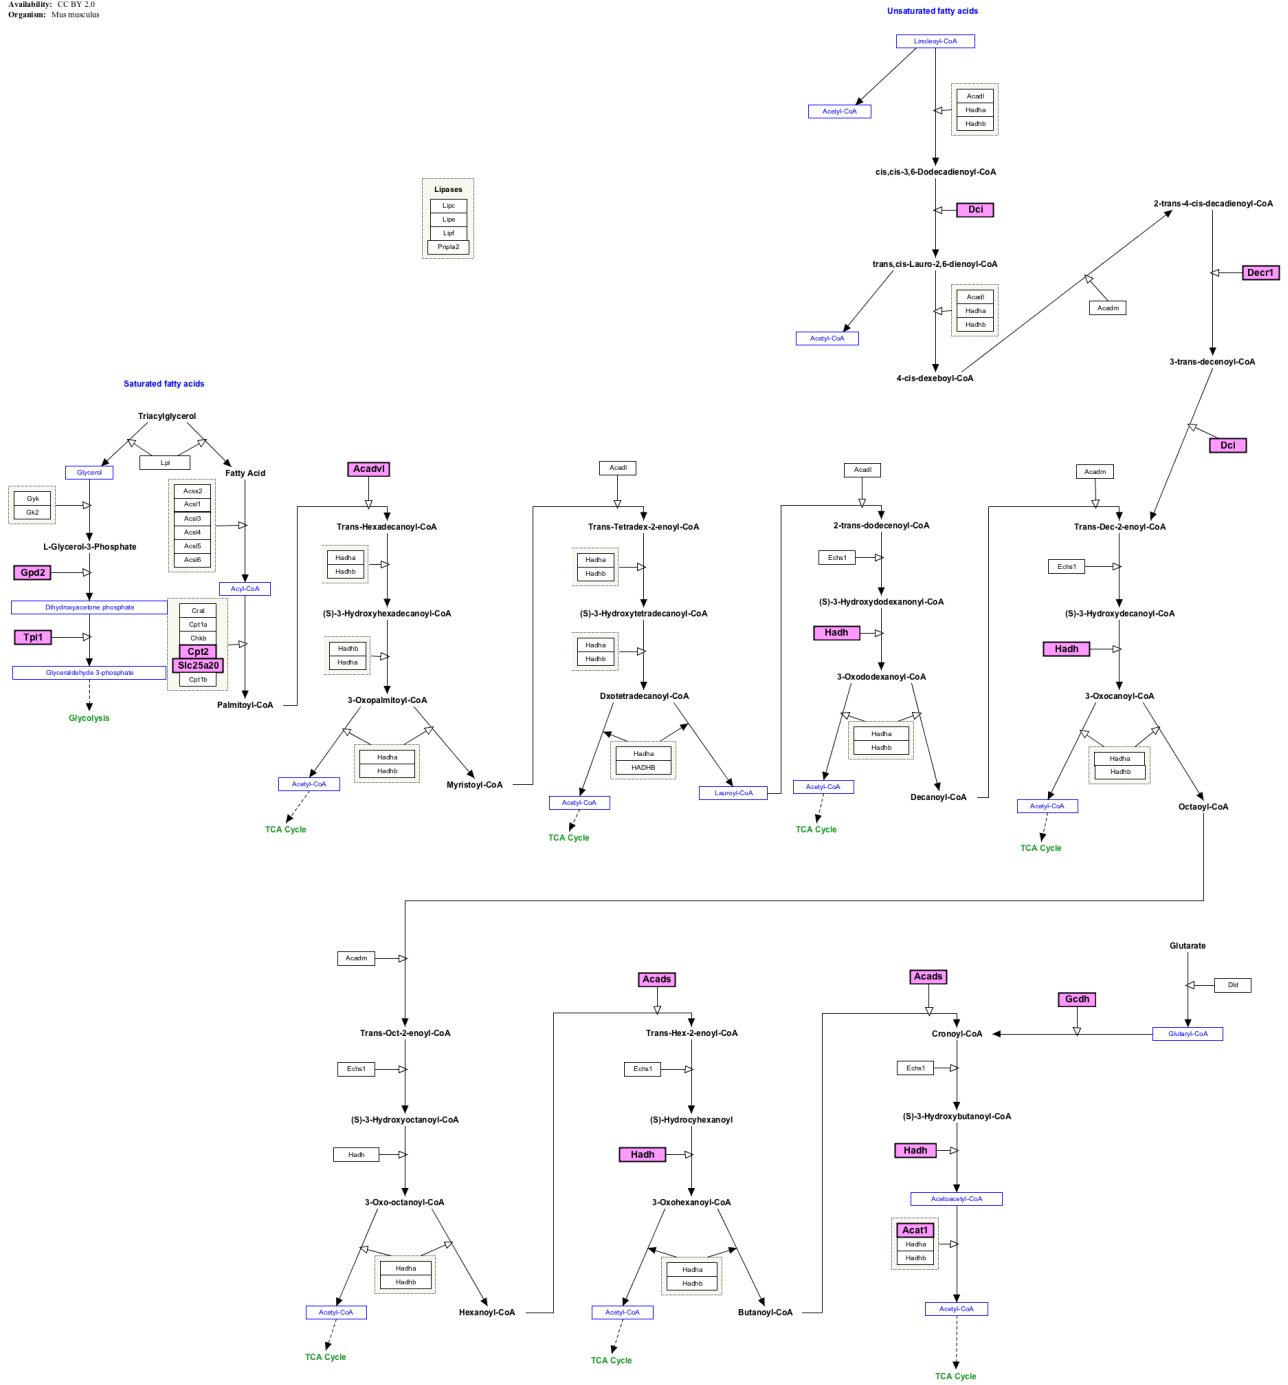 Availability: CC BY 2.0
Organism: Mus musculus
Unsaturated fatty acids
Linoleoyl-CoA
Acetyl-CoA
Acadl
Hadha
Hadhb
cis,cis-3,6-Dodecadienoyl-CoA
Dci
trans,cis-Lauro-2,6-dienoyl-CoA
Acadl
Hadha
Hadhb
Acetyl-CoA
4-cis-dexeboyl-CoA
2-trans-4-cis-decadienoyl-CoA
Decr1
Acadm
3-trans-decenoyl-CoA
Dci
Lipases
Lipc
Lipe
Lipf
Pnpla2
Saturated fatty acids
Triacylglycerol
Lpl
Glycerol
Fatty Acid
Gyk
Gk2
Acss2
Acsl1
Acsl3
Acsl4
Acsl5
Acsl6
L-Glycerol-3-Phosphate
Gpd2
Acyl-CoA
Dihydroxyacetone phosphate
Tpi1
Crat
Cpt1a
Chkb
Cpt2
Slc25a20
Cpt1b
Glyceraldehyde 3-phosphate
Palmitoyl-CoA
Glycolysis
Acadvl
Trans-Hexadecanoyl-CoA
Hadha
Hadhb
(S)-3-Hydroxyhexadecanoyl-CoA
Hadhb
Hadha
3-Oxopalmitoyl-CoA
Hadha
Hadhb
Acetyl-CoA
Myristoyl-CoA
TCA Cycle
Acadl
Trans-Tetradex-2-enoyl-CoA
Hadha
Hadhb
(S)-3-Hydroxytetradecanoyl-CoA
Hadha
Hadhb
Dxotetradecanoyl-CoA
Hadha
HADHB
Acetyl-CoA
Lauroyl-CoA
TCA Cycle
Acadl
2-trans-dodecenoyl-CoA
Echs1
(S)-3-Hydroxydodexanonyl-CoA
Hadh
3-Oxododexanoyl-CoA
Hadha
Hadhb
Acetyl-CoA
Decanoyl-CoA
TCA Cycle
Acadm
Trans-Dec-2-enoyl-CoA
Echs1
(S)-3-Hydroxydecanoyl-CoA
Hadh
3-Oxocanoyl-CoA
Hadha
Hadhb
Acetyl-CoA
Octaoyl-CoA
TCA Cycle
Acadm
Trans-Oct-2-enoyl-CoA
Echs1
(S)-3-Hydroxyoctanoyl-CoA
Hadh
3-Oxo-octanoyl-CoA
Hadha
Hadhb
Acetyl-CoA
Hexanoyl-CoA
TCA Cycle
Acads
Trans-Hex-2-enoyl-CoA
Echs1
(S)-Hydrocyhexanoyl
Hadh
3-Oxohexanoyl-CoA
Hadha
Hadhb
Acetyl-CoA
Butanoyl-CoA
TCA Cycle
Acads
Gcdh
Glutarate
Dld
Glutaryl-CoA
Cronoyl-CoA
Echs1
(S)-3-Hydroxybutanoyl-CoA
Hadh
Acetoacetyl-CoA
Acat1
Hadha
Hadhb
Acetyl-CoA
TCA Cycle